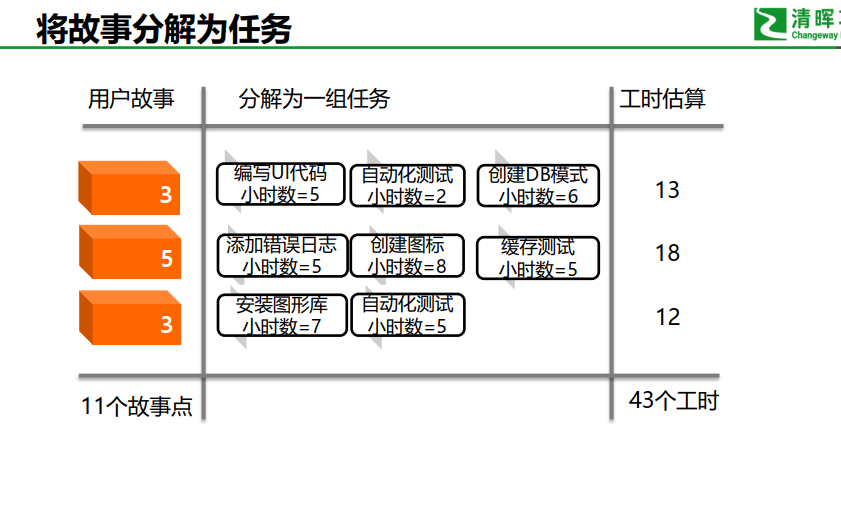 将故事分解为任务
清晖
Changeway
用户故事 分解为一组任务 工时估算
3 编写UI代码 小时数=5 自动化测试 小时数=2 创建DB模式 小时数=6 13
5 添加错误日志 小时数=5 创建图标 小时数=8 缓存测试 小时数=5 18
3 安装图形库 小时数=7 自动化测试 小时数=5 12
11个故事点 43个工时